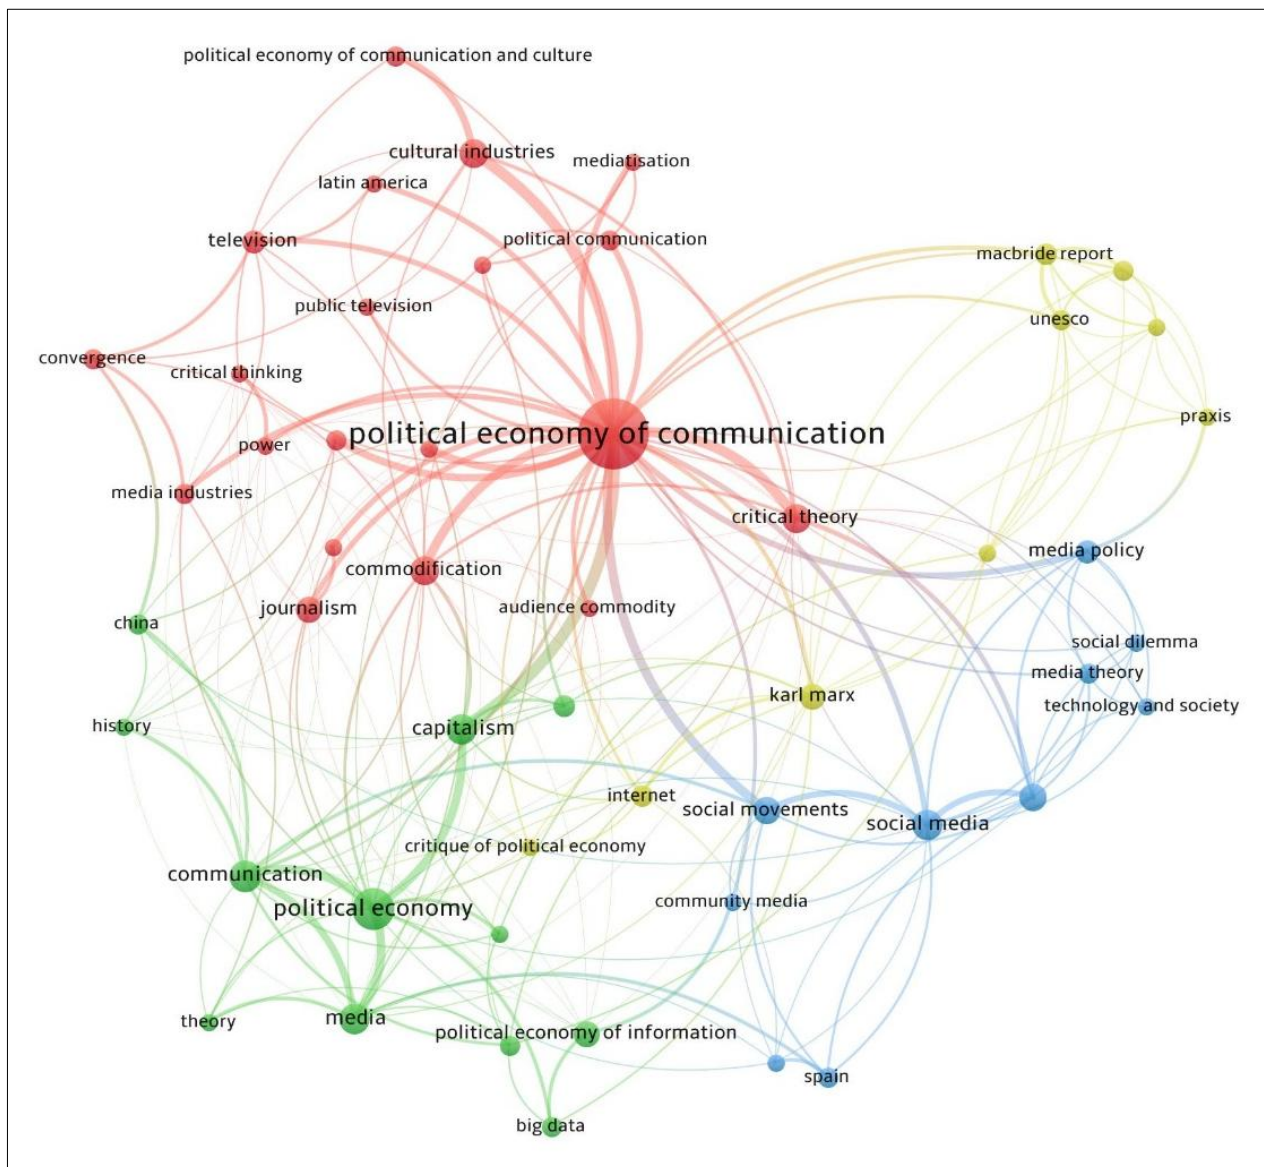 political economy of communication and culture
cultural industries
mediatisation
latin america
television
political communication
macbride report
public television
unesco
convergence
critical thinking
praxis
power
political economy of communication
media industries
critical theory
media policy
commodification
journalism
audience commodity
china
social dilemma
media theory
karl marx
technology and society
history
capitalism
internet
social movements
social media
critique of political economy
communication
political economy
community media
theory
media
political economy of information
spain
big data